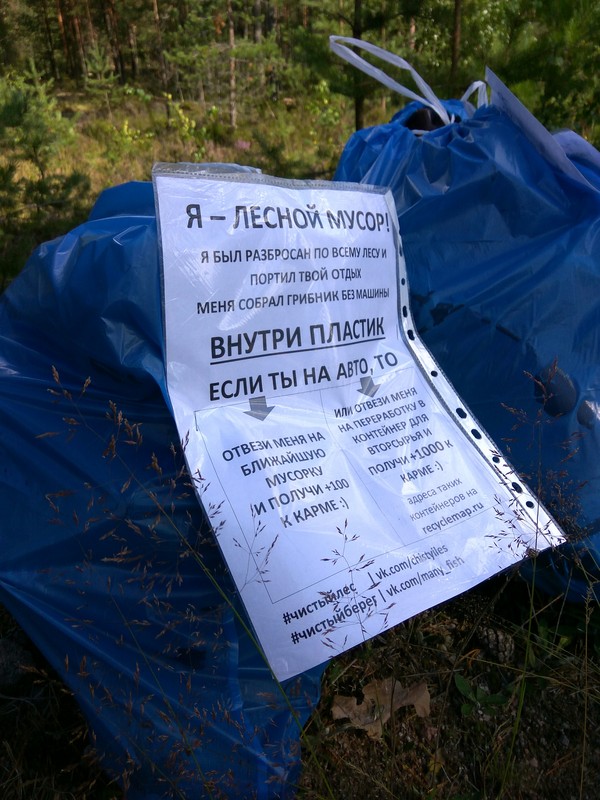 Я – ЛЕСНОЙ МУСОР!
Я БЫЛ РАЗБРОСАН ПО ВСЕМУ ЛЕСУ И
ПОРТИЛ ТВОЙ ОТДЫХ
МЕНЯ СОБРАЛ ГРИБНИК БЕЗ МАШИНЫ
ВНУТРИ ПЛАСТИК
ЕСЛИ ТЫ НА АВТО, ТО
ОТВЕЗИ МЕНЯ НА
БЛИЖАЙШУЮ
МУСОРКУ
И ПОЛУЧИ +100
К КАРМЕ :)
ИЛИ ОТВЕЗИ МЕНЯ
НА ПЕРЕРАБОТКУ В
КОНТЕЙНЕР ДЛЯ
ВТОРСЫРЬЯ И
ПОЛУЧИ +1000 К
КАРМЕ :)
адреса таких
контейнеров на
recyclemap.ru
#чистыйлес | vk.com/chistyiles
#чистыйберег | vk.com/many_fish